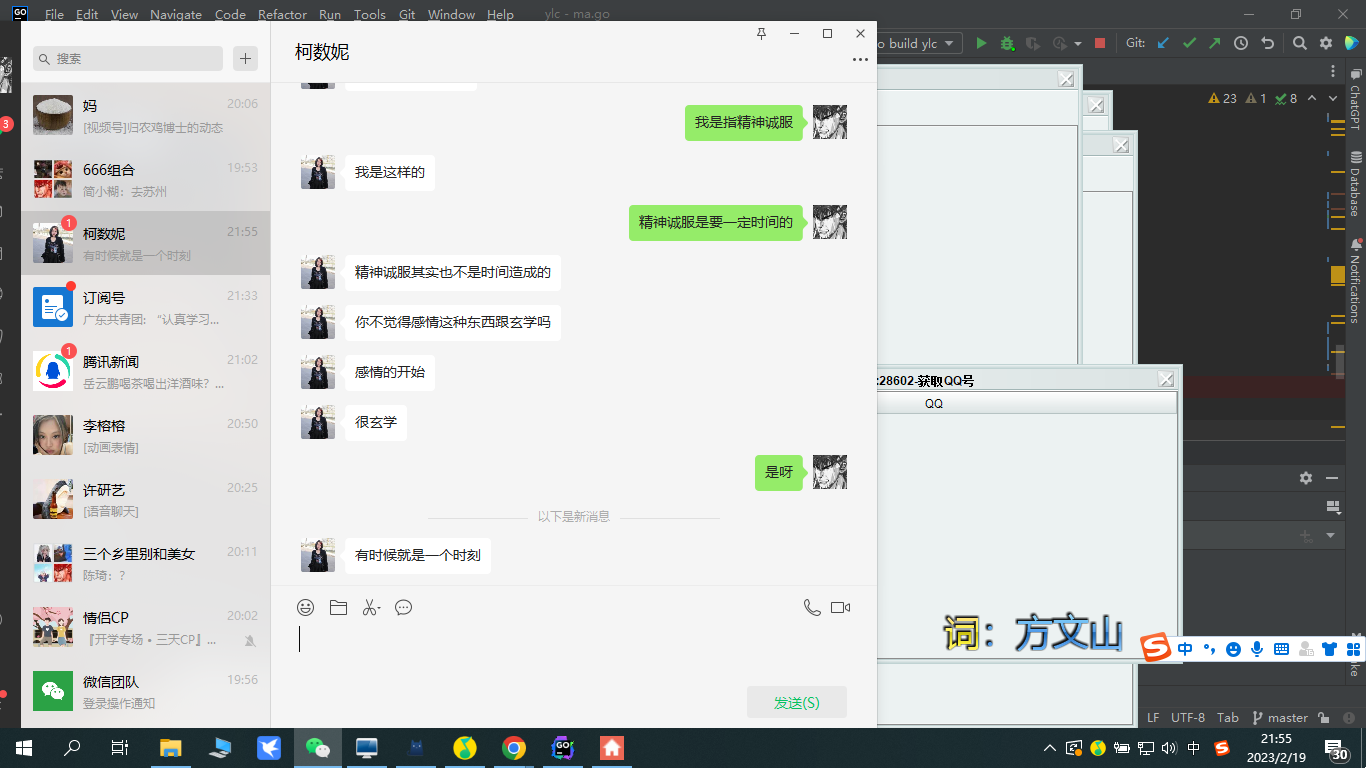 File Edit View Navigate Code Refactor Run Tools Git Window Help ylc - ma.go
GO
搜索
3
妈 20:06
[视频号]归农鸡博士的动态
666组合 19:53
简小糊：去苏州
1
柯数妮 21:55
有时候就是一个时刻
订阅号 21:33
广东共青团： “认真学习...
1
腾讯新闻 21:02
岳云鹏喝茶喝出洋酒味？...
李榕榕 20:50
[动画表情]
许研艺 20:25
[语音聊天]
三个乡里别和美女 20:11
陈琦：？
情侣CP 20:02
『开学专场•三天CP』...
微信团队 19:56
登录操作通知
柯数妮
我是指精神诚服
我是这样的
精神诚服是要一定时间的
精神诚服其实也不是时间造成的
你不觉得感情这种东西跟玄学吗
感情的开始
很玄学
是呀
以下是新消息
有时候就是一个时刻
发送(S)
o build ylc
Git:
23 1 8
ChatGPT
Database
Notifications
:28602-获取QQ号
QQ
词：方文山
中
LF UTF-8 Tab master
GO
中
21:55
2023/2/19
30